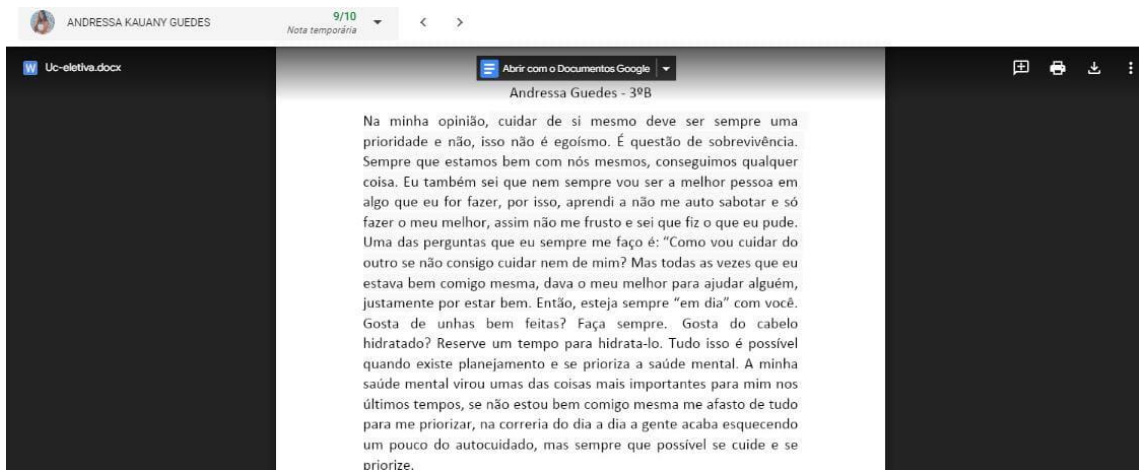 ANDRESSA KAUANY GUEDES
9/10
Nota temporária
W Uc-eletiva.docx
Abrir com o Documentos Google
Andressa Guedes - 3ºB
Na minha opinião, cuidar de si mesmo deve ser sempre uma
prioridade e não, isso não é egoísmo. É questão de sobrevivência.
Sempre que estamos bem com nós mesmos, conseguimos qualquer
coisa. Eu também sei que nem sempre vou ser a melhor pessoa em
algo que eu for fazer, por isso, aprendi a não me auto sabotar e só
fazer o meu melhor, assim não me frusto e sei que fiz o que eu pude.
Uma das perguntas que eu sempre me faço é: “Como vou cuidar do
outro se não consigo cuidar nem de mim? Mas todas as vezes que eu
estava bem comigo mesma, dava o meu melhor para ajudar alguém,
justamente por estar bem. Então, esteja sempre “em dia” com você.
Gosta de unhas bem feitas? Faça sempre. Gosta do cabelo
hidratado? Reserve um tempo para hidrata-lo. Tudo isso é possível
quando existe planejamento e se prioriza a saúde mental. A minha
saúde mental virou umas das coisas mais importantes para mim nos
últimos tempos, se não estou bem comigo mesma me afasto de tudo
para me priorizar, na correria do dia a dia a gente acaba esquecendo
um pouco do autocuidado, mas sempre que possível se cuide e se
priorize.